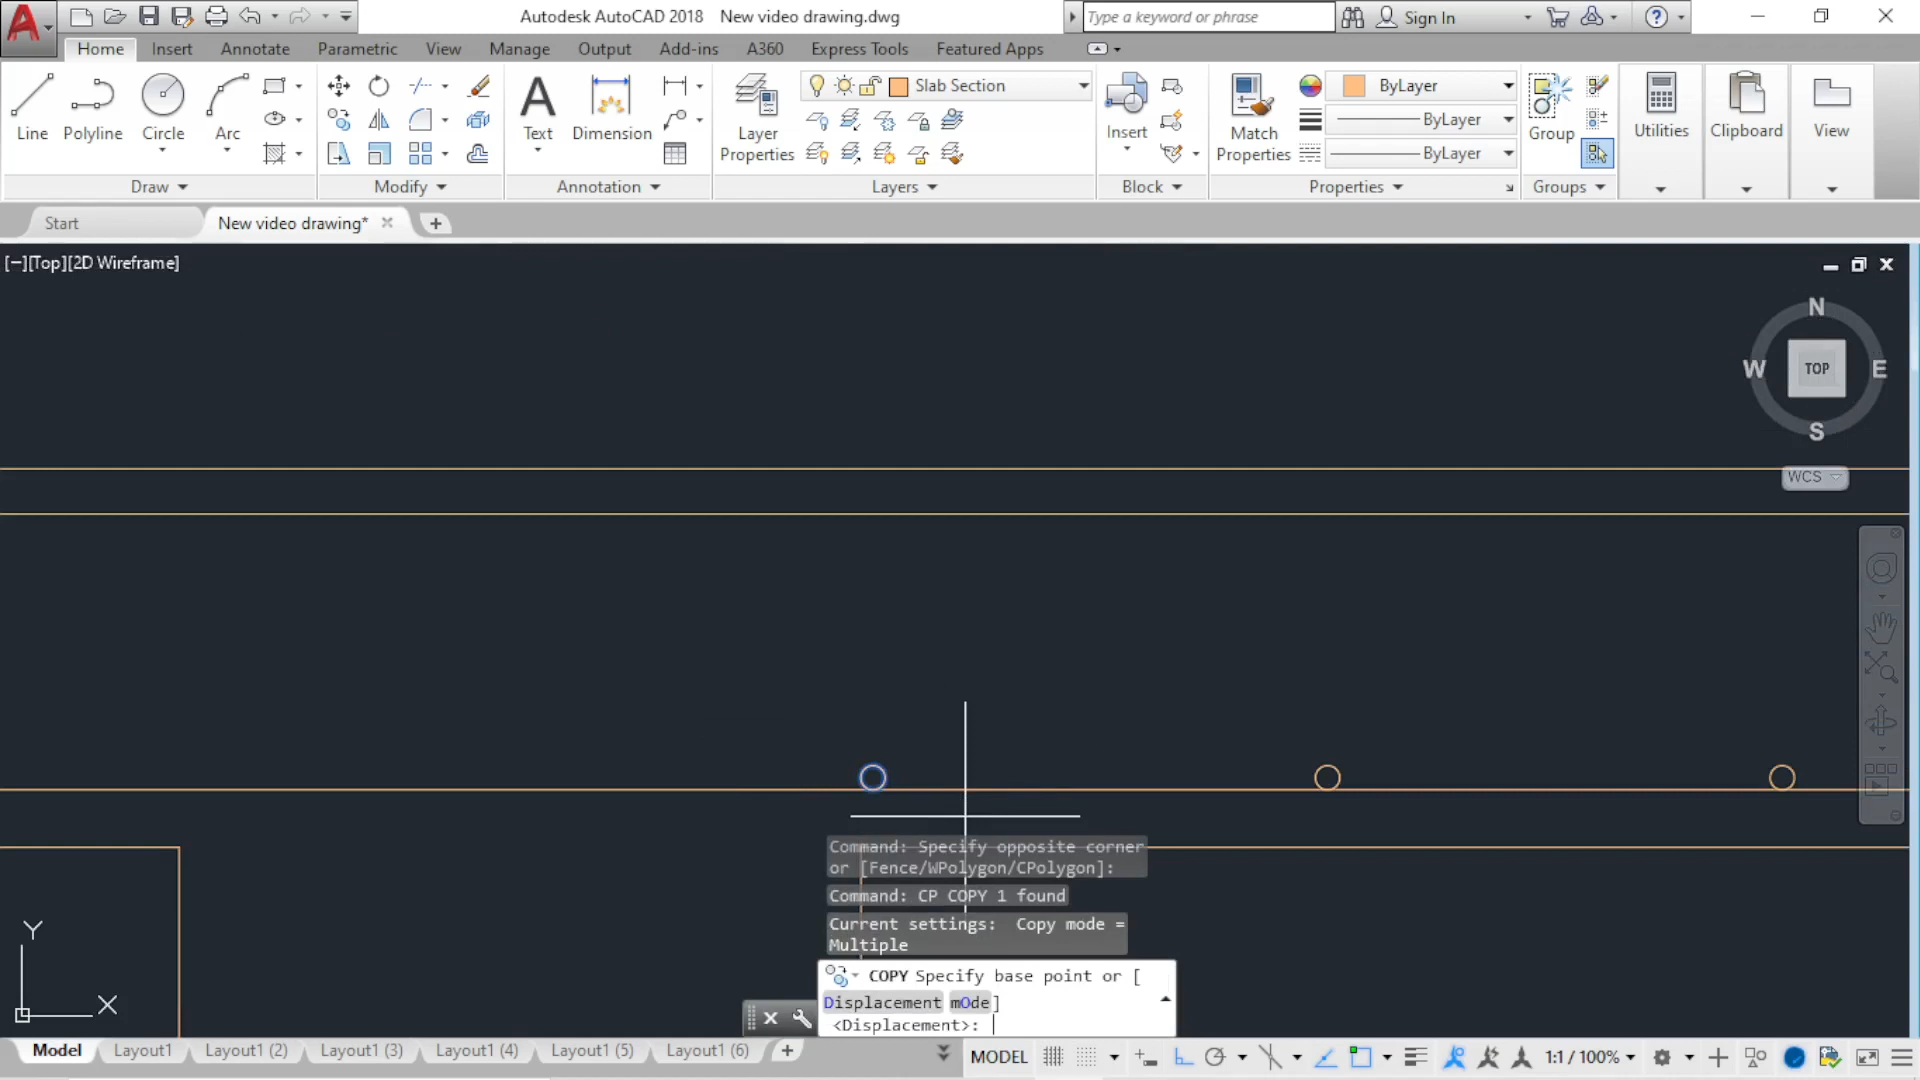 Autodesk AutoCAD 2018 New video drawing.dwg
Type a keyword or phrase
Sign In
Home Insert Annotate Parametric View Manage Output Add-ins A360 Express Tools Featured Apps
Line
Polyline
Circle
Arc
Text
Dimension
Layer
Properties
Slab Section
Insert
Match
Properties
ByLayer
ByLayer
ByLayer
Group
Utilities
Clipboard
View
Draw
Modify
Annotation
Layers
Block
Properties
Groups
Start
New video drawing*
[−][Top][2D Wireframe]
N
W TOP E
S
WCS
Command: Specify opposite corner
or [Fence/WPolygon/CPolygon]:
Command: CP COPY 1 found
Current settings: Copy mode =
Multiple
COPY Specify base point or [
Displacement mOde]
<Displacement>:
Y
X
Model Layout1 Layout1 (2) Layout1 (3) Layout1 (4) Layout1 (5) Layout1 (6)
MODEL
1:1 / 100%